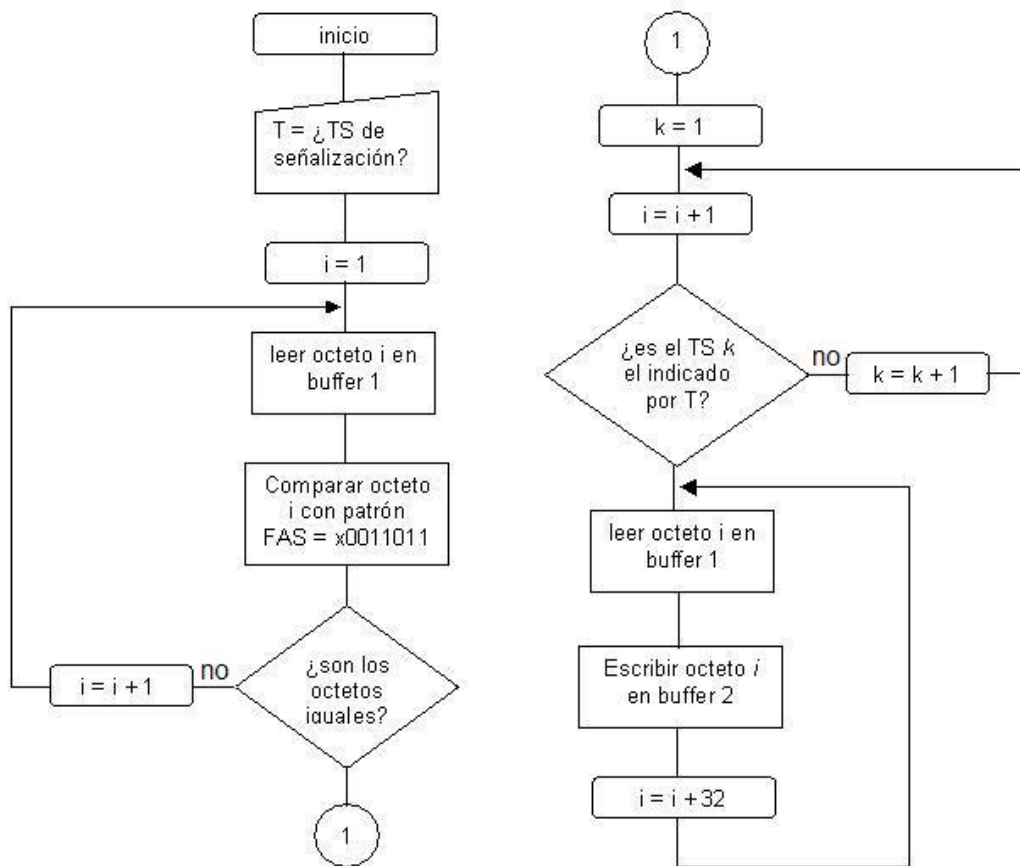 inicio
T = ¿TS de
señalización?
i = 1
leer octeto i en
buffer 1
Comparar octeto
i con patrón
FAS = x0011011
¿son los
octetos
iguales?
no
i = i + 1
1
1
k = 1
i = i + 1
¿es el TS k
el indicado
por T?
no
k = k + 1
leer octeto i en
buffer 1
Escribir octeto i
en buffer 2
i = i + 32